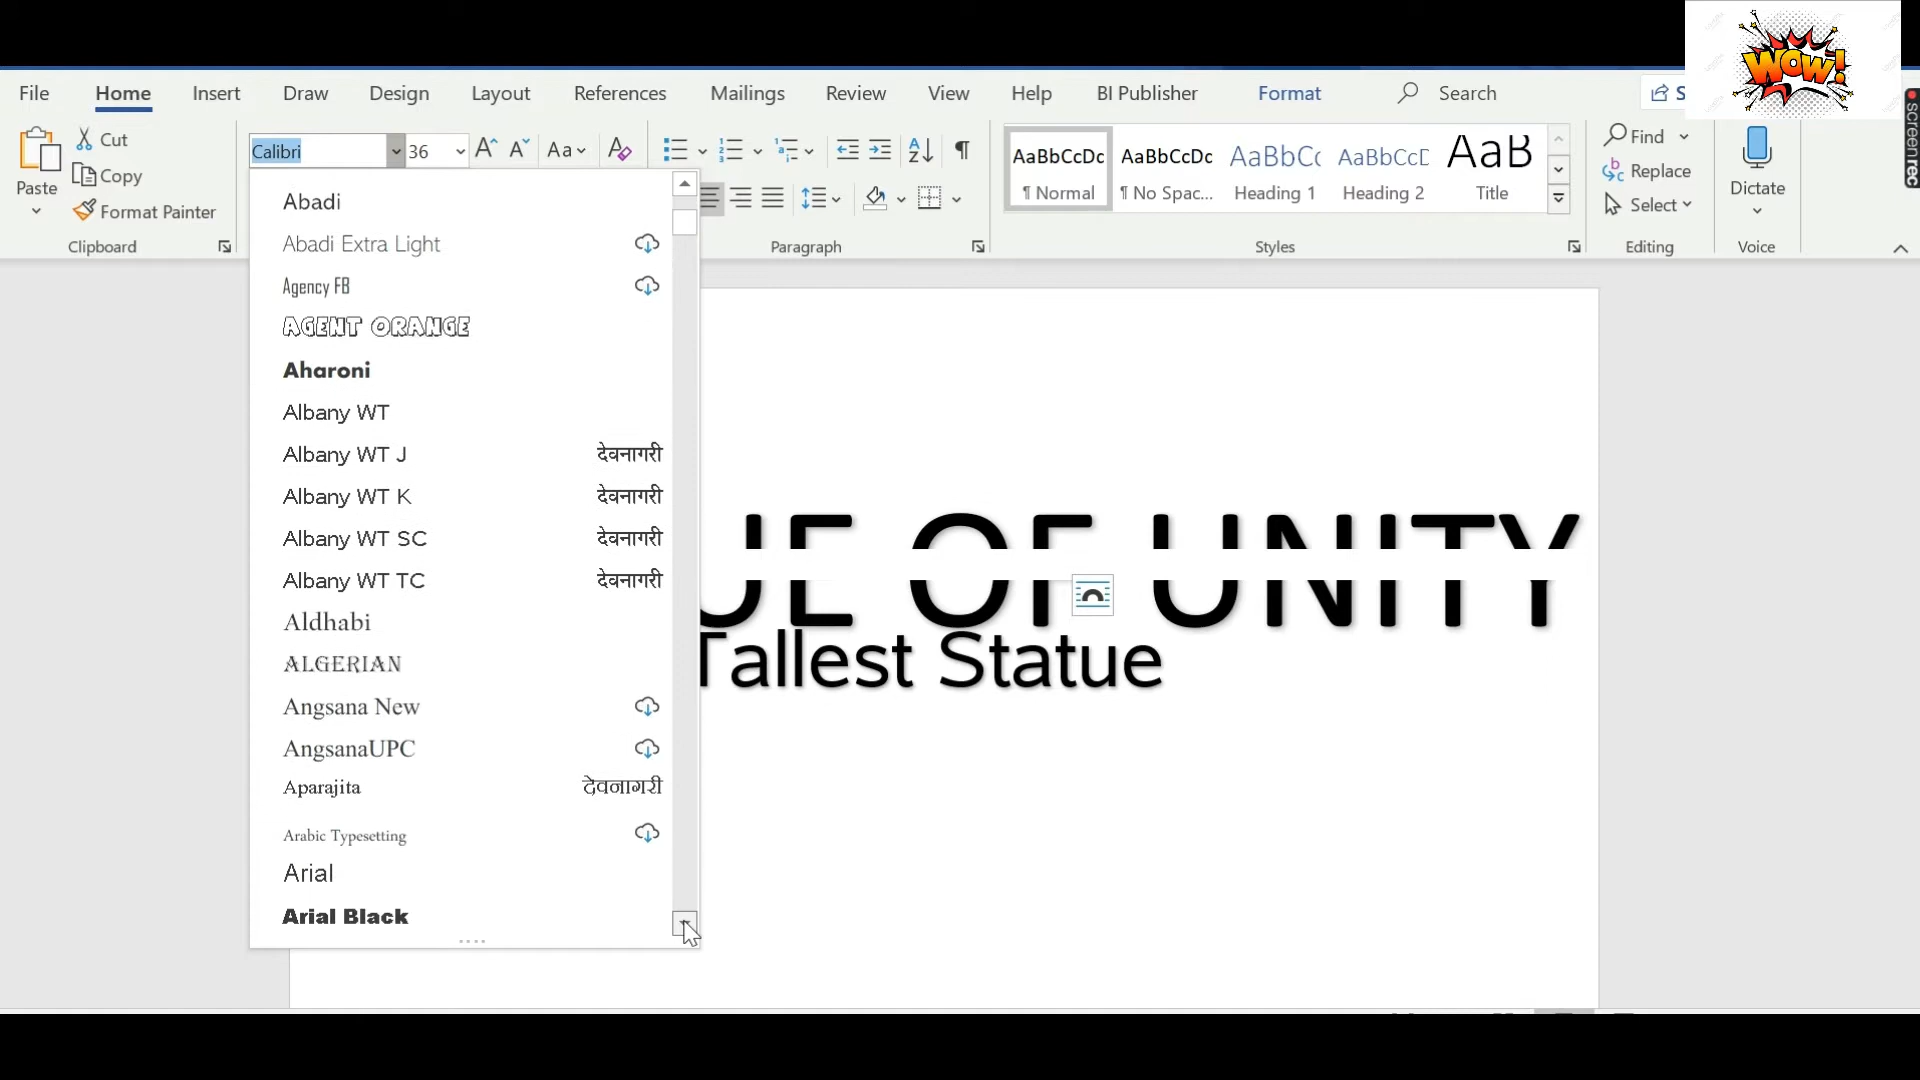 WOW!
File Home Insert Draw Design Layout References Mailings Review View Help BI Publisher Format Search S
Paste
Cut
Copy
Format Painter
Clipboard
Calibri 36 Aa
Paragraph
AaBbCcDc AaBbCcDc AaBbCc AaBbCcD AaB
¶ Normal ¶ No Spac... Heading 1 Heading 2 Title
Styles
Find
Replace
Select
Editing
Dictate
Voice
screenrec
Abadi
Abadi Extra Light
Agency FB
AGENT ORANGE
Aharoni
Albany WT
Albany WT J देवनागरी
Albany WT K देवनागरी
Albany WT SC देवनागरी
Albany WT TC देवनागरी
Aldhabi
ALGERIAN
Angsana New
AngsanaUPC
Aparajita देवनागरी
Arabic Typesetting
Arial
Arial Black
UE OF UNITY
Tallest Statue